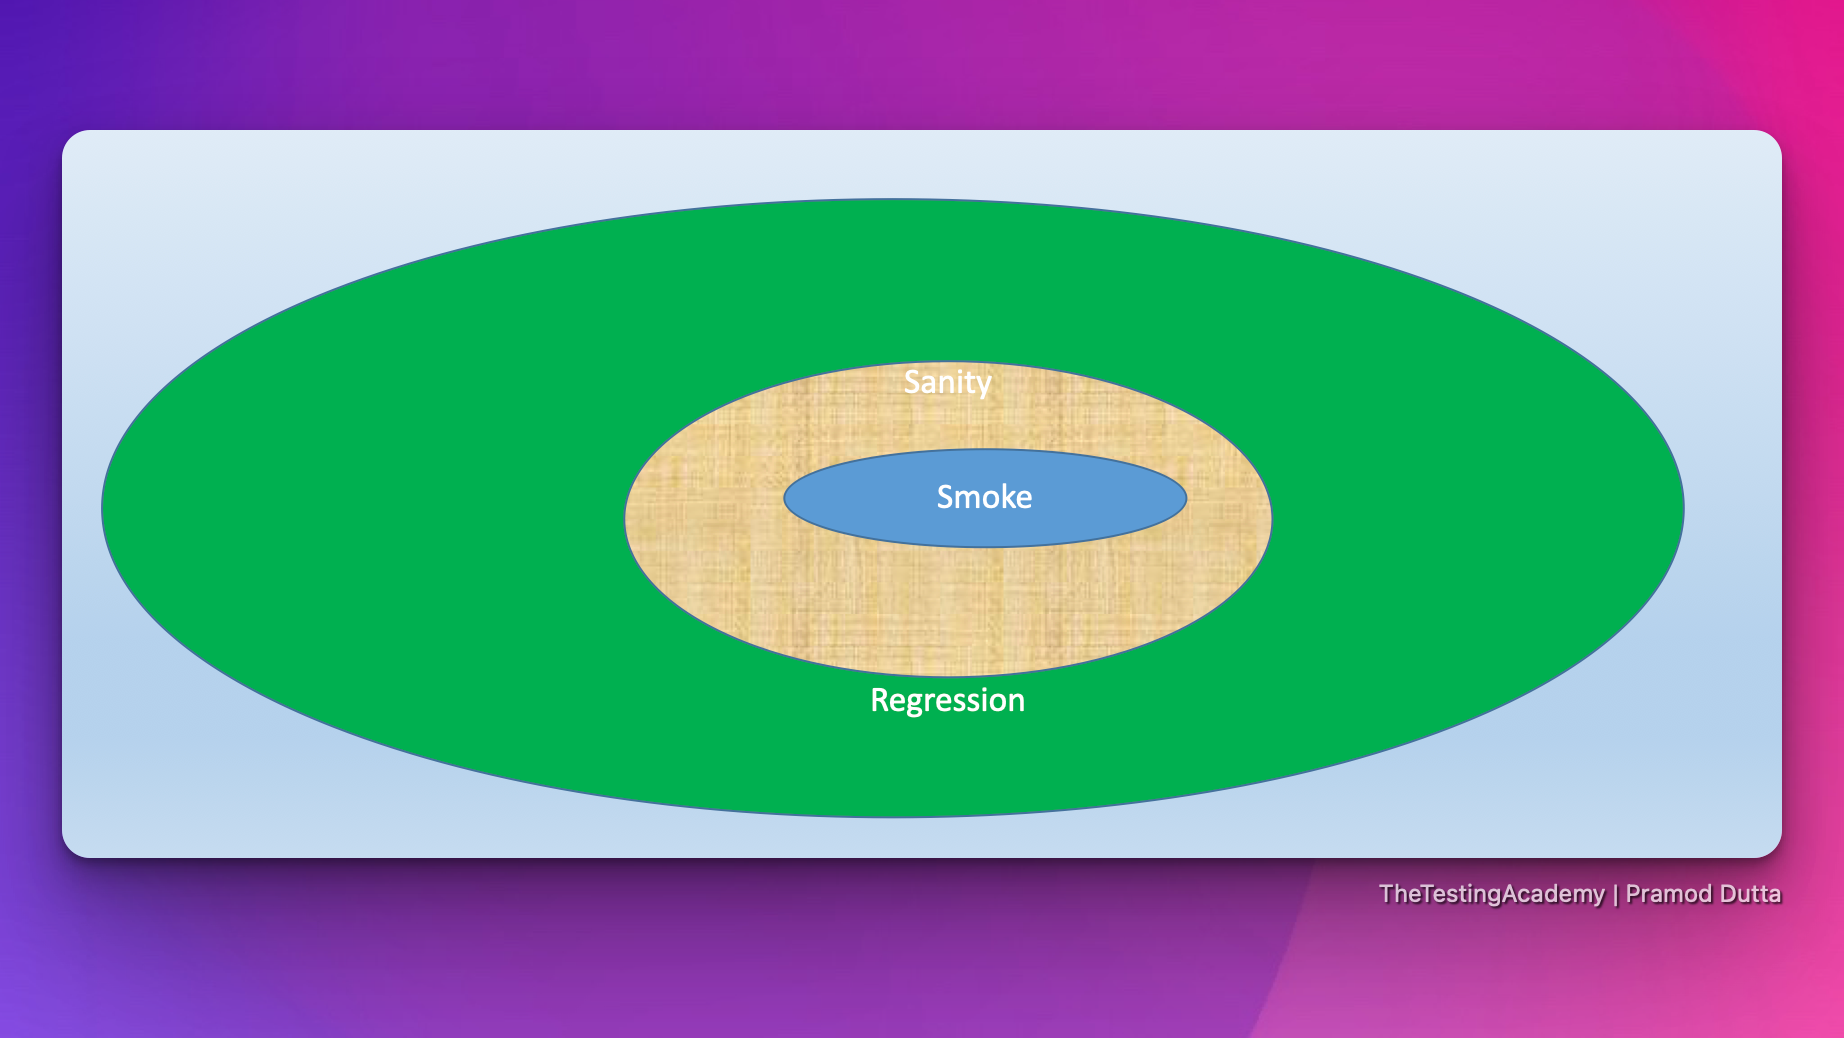 Sanity
Smoke
Regression
TheTestingAcademy | Pramod Dutta